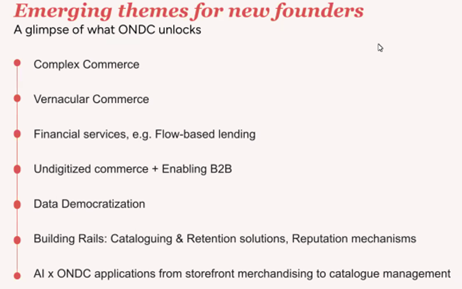 Emerging themes for new founders
A glimpse of what ONDC unlocks
Complex Commerce
Vernacular Commerce
Financial services, e.g. Flow-based lending
Undigitized commerce + Enabling B2B
Data Democratization
Building Rails: Cataloguing & Retention solutions, Reputation mechanisms
AI x ONDC applications from storefront merchandising to catalogue management